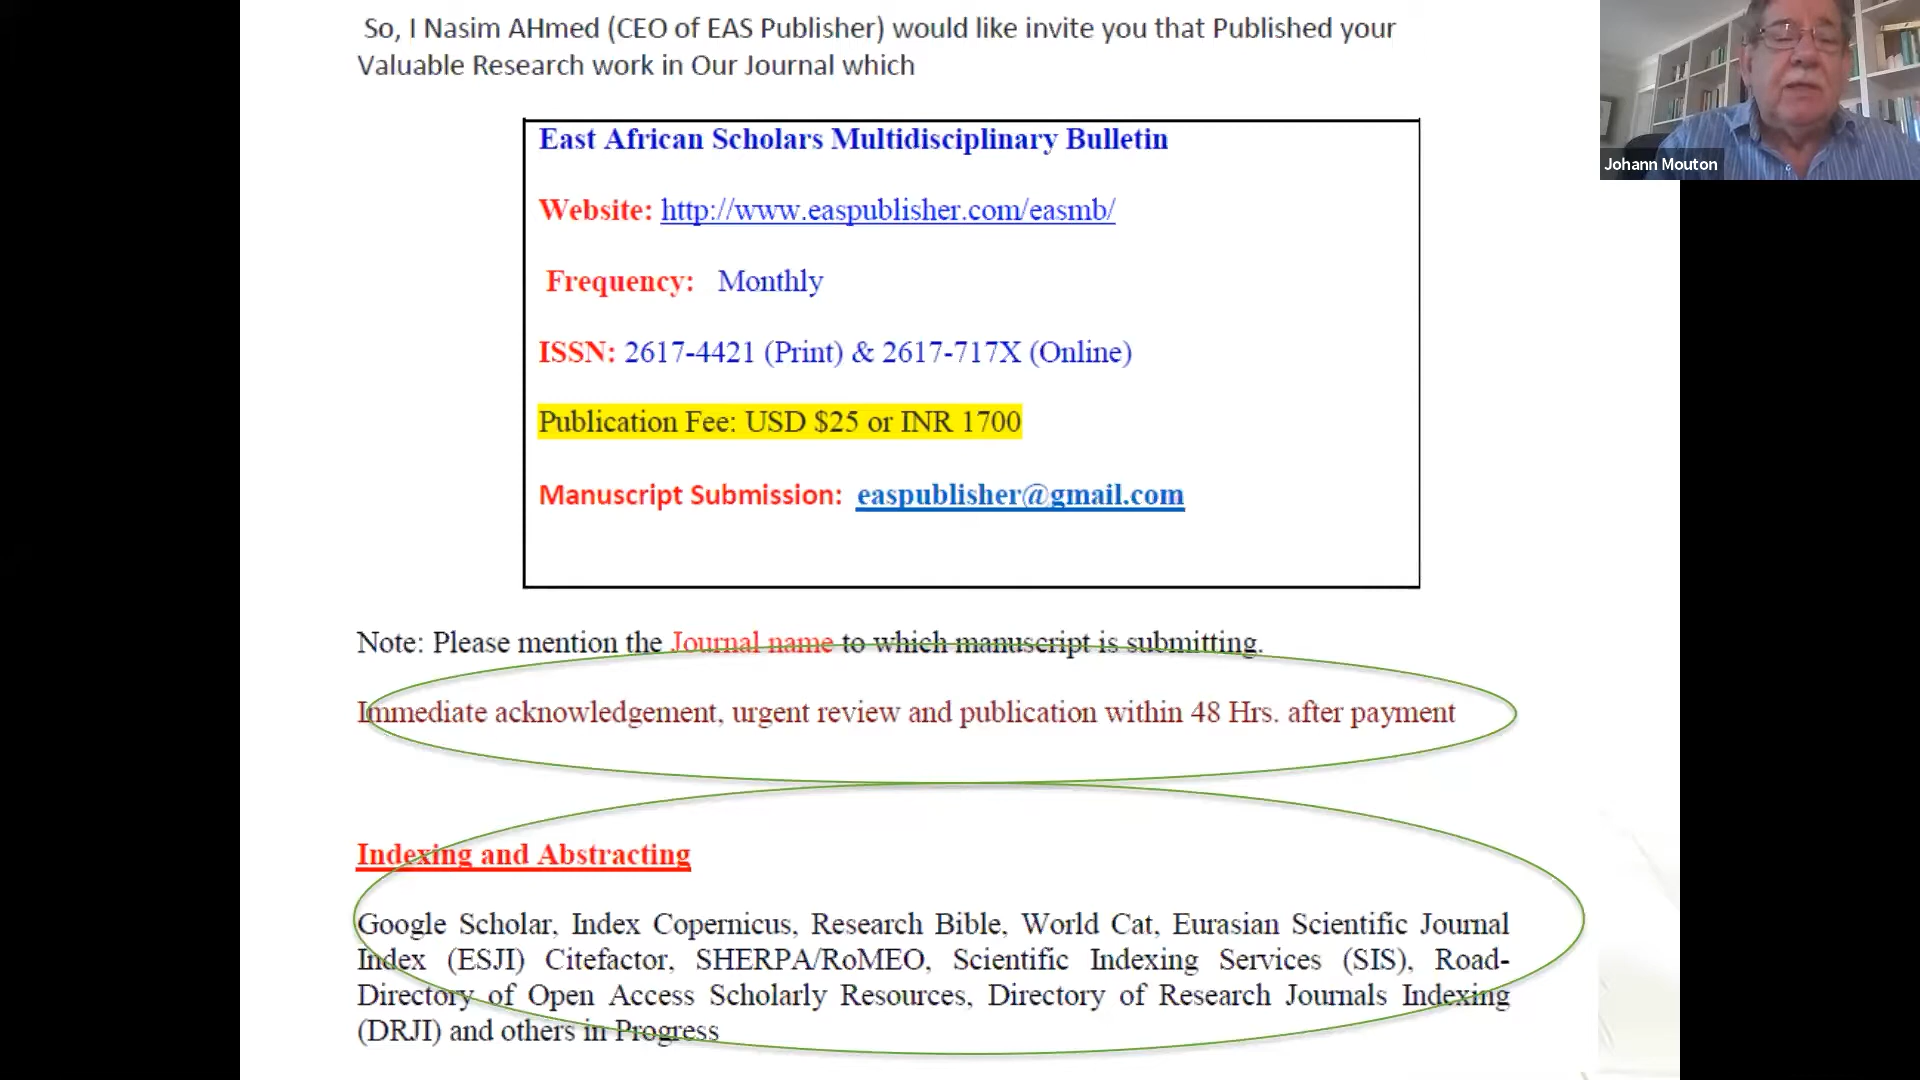 So, I Nasim AHmed (CEO of EAS Publisher) would like invite you that Published your
Valuable Research work in Our Journal which
Johann Mouton
East African Scholars Multidisciplinary Bulletin
Website: http://www.easpublisher.com/easmb/
Frequency: Monthly
ISSN: 2617-4421 (Print) & 2617-717X (Online)
Publication Fee: USD $25 or INR 1700
Manuscript Submission: easpublisher@gmail.com
Note: Please mention the Journal name to which manuscript is submitting.
Immediate acknowledgement, urgent review and publication within 48 Hrs. after payment
Indexing and Abstracting
Google Scholar, Index Copernicus, Research Bible, World Cat, Eurasian Scientific Journal
Index (ESJI) Citefactor, SHERPA/RoMEO, Scientific Indexing Services (SIS), Road-
Directory of Open Access Scholarly Resources, Directory of Research Journals Indexing
(DRJI) and others in Progress